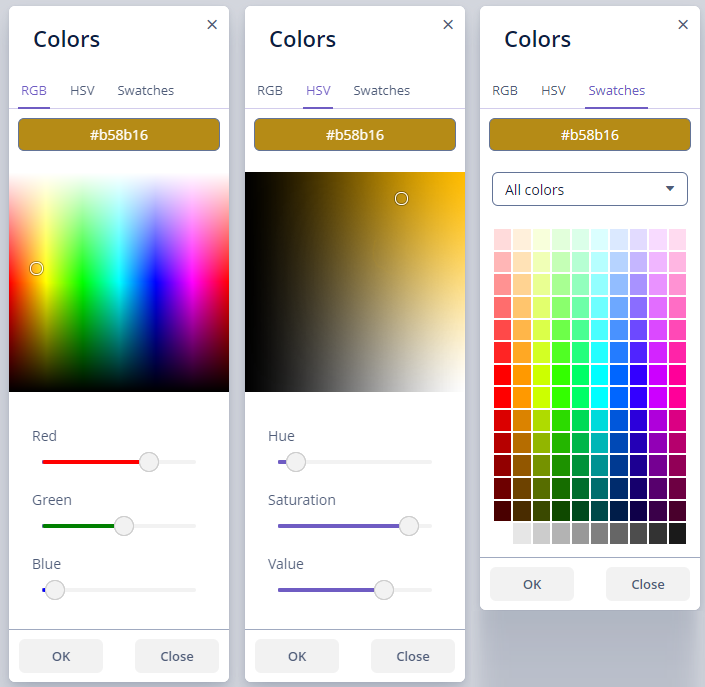 Colors
RGB HSV Swatches
#b58b16
Red
Green
Blue
OK Close
Colors
RGB HSV Swatches
#b58b16
Hue
Saturation
Value
OK Close
Colors
RGB HSV Swatches
#b58b16
All colors
OK Close